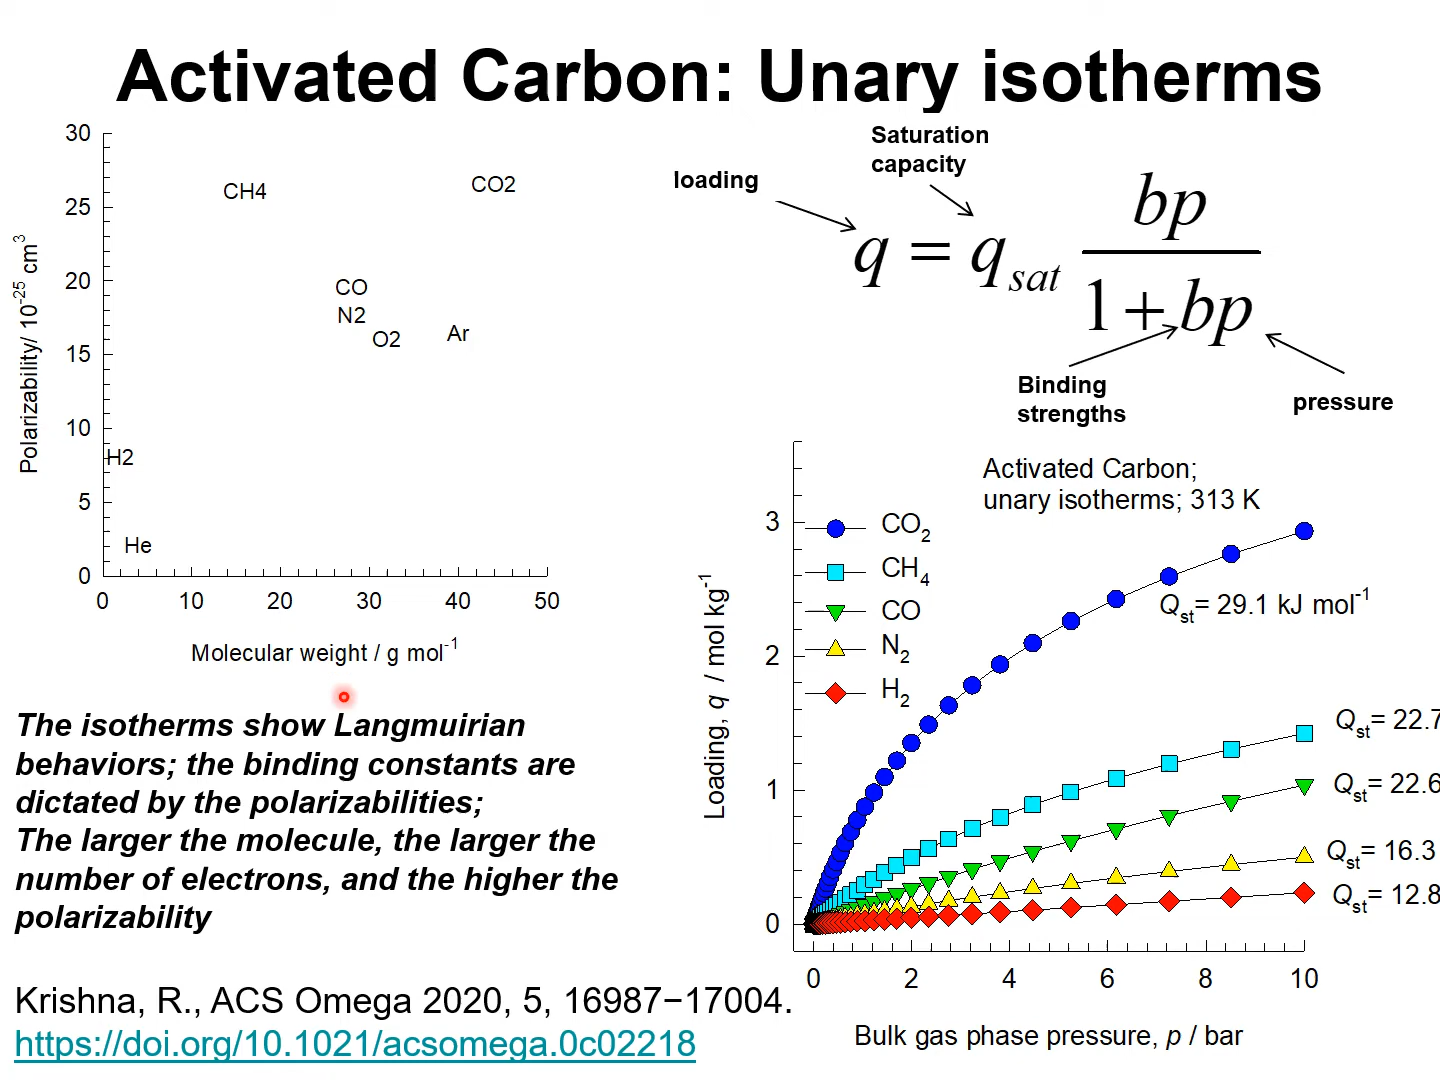 Activated Carbon: Unary isotherms
30
25
20
15
10
5
0
Polarizability/ 10^-25 cm^3
CH4
CO2
CO
N2
O2
Ar
H2
He
0 10 20 30 40 50
Molecular weight / g mol^-1
loading
Saturation
capacity
q = q_sat bp / (1 + bp)
Binding
strengths
pressure
The isotherms show Langmuirian
behaviors; the binding constants are
dictated by the polarizabilities;
The larger the molecule, the larger the
number of electrons, and the higher the
polarizability
Activated Carbon;
unary isotherms; 313 K
CO2
CH4
CO
N2
H2
3
2
1
0
Loading, q / mol kg^-1
Qst= 29.1 kJ mol^-1
Qst= 22.7
Qst= 22.6
Qst= 16.3
Qst= 12.8
0 2 4 6 8 10
Bulk gas phase pressure, p / bar
Krishna, R., ACS Omega 2020, 5, 16987−17004.
https://doi.org/10.1021/acsomega.0c02218